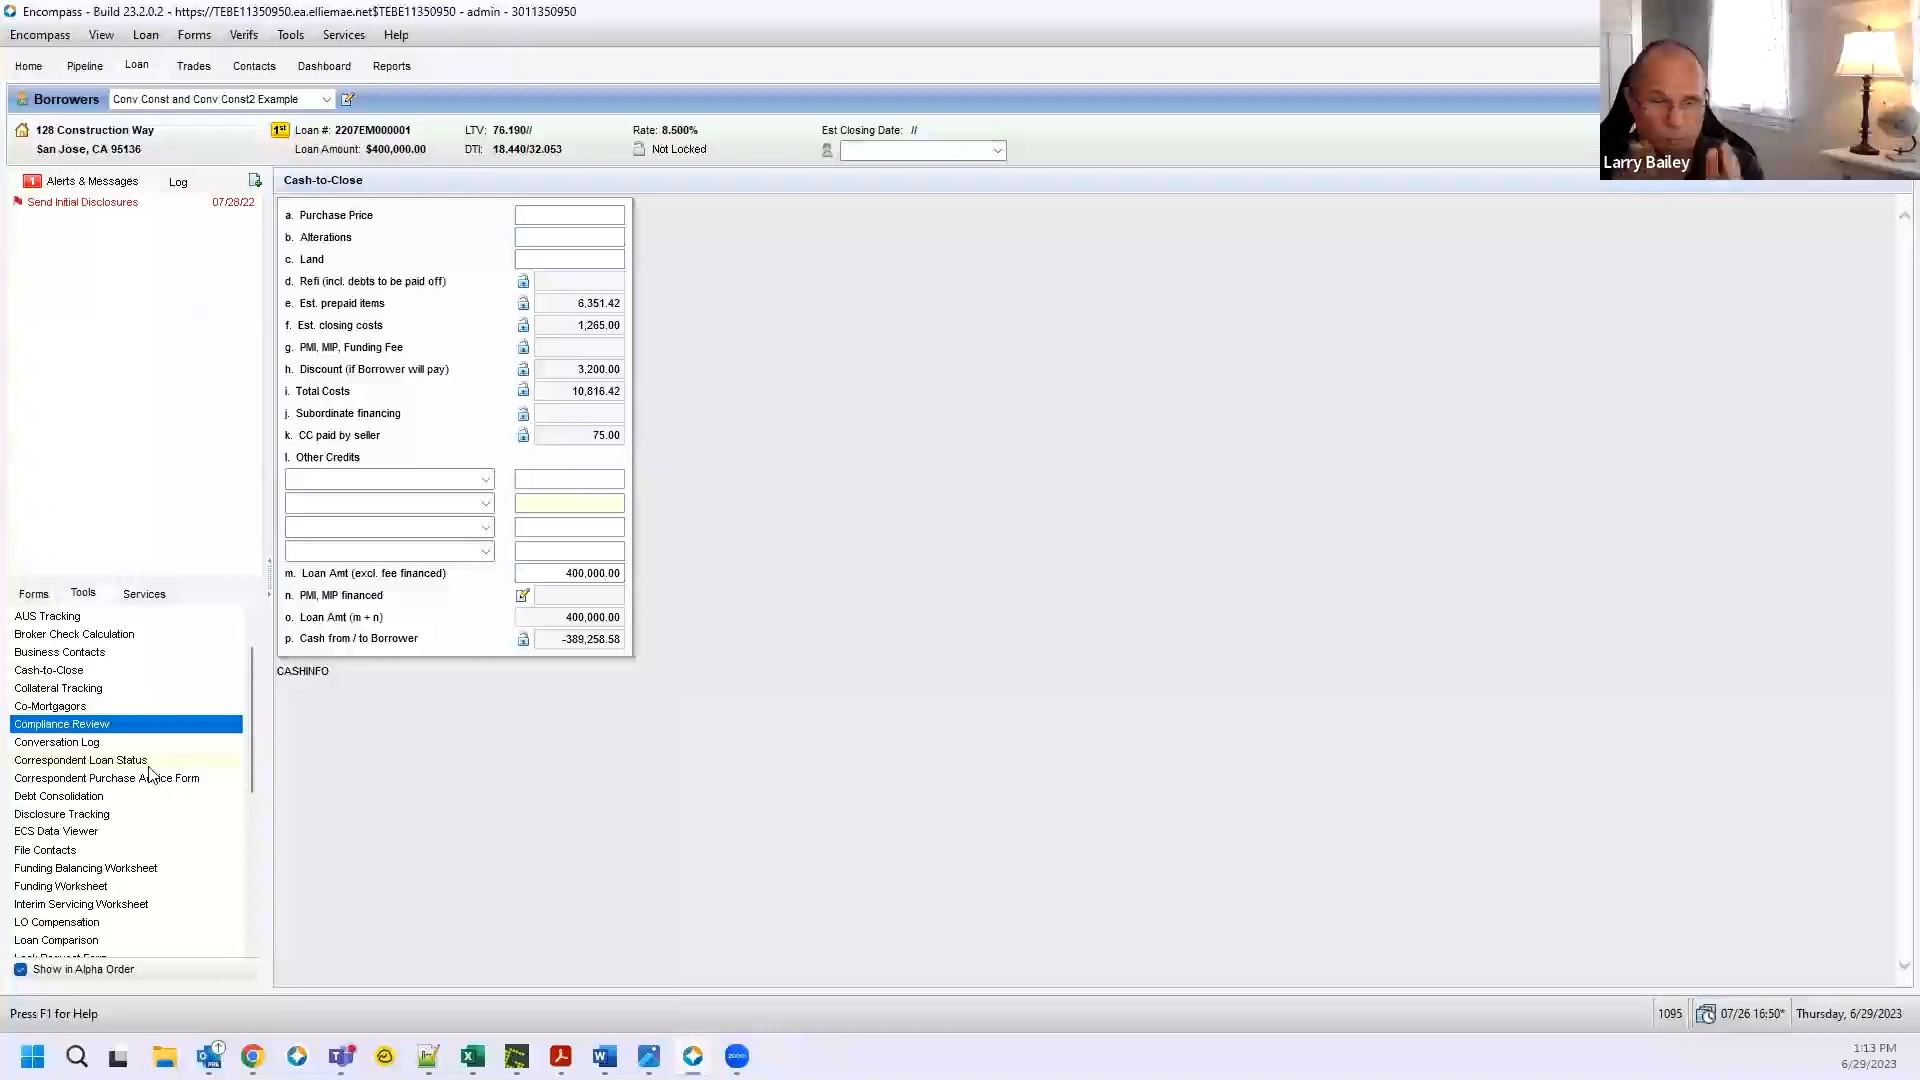 Encompass - Build 23.2.0.2 - https://TEBE11350950.ea.elliemae.net$TEBE11350950 - admin - 3011350950
Encompass View Loan Forms Verifs Tools Services Help
Home Pipeline Loan Trades Contacts Dashboard Reports
Borrowers Conv Const and Conv Const2 Example
128 Construction Way 1st Loan #: 2207EM000001 LTV: 76.190// Rate: 8.500% Est Closing Date: //
San Jose, CA 95136 Loan Amount: $400,000.00 DTI: 18.440/32.053 Not Locked
Larry Bailey
1 Alerts & Messages Log
Send Initial Disclosures 07/28/22
Cash-to-Close
a. Purchase Price
b. Alterations
c. Land
d. Refi (incl. debts to be paid off)
e. Est. prepaid items 6,351.42
f. Est. closing costs 1,265.00
g. PMI, MIP, Funding Fee
h. Discount (if Borrower will pay) 3,200.00
i. Total Costs 10,816.42
j. Subordinate financing
k. CC paid by seller 75.00
l. Other Credits
m. Loan Amt (excl. fee financed) 400,000.00
n. PMI, MIP financed
o. Loan Amt (m + n) 400,000.00
p. Cash from / to Borrower -389,258.58
CASHINFO
Forms Tools Services
AUS Tracking
Broker Check Calculation
Business Contacts
Cash-to-Close
Collateral Tracking
Co-Mortgagors
Compliance Review
Conversation Log
Correspondent Loan Status
Correspondent Purchase Advice Form
Debt Consolidation
Disclosure Tracking
ECS Data Viewer
File Contacts
Funding Balancing Worksheet
Funding Worksheet
Interim Servicing Worksheet
LO Compensation
Loan Comparison
Show in Alpha Order
Press F1 for Help 1095 07/26 16:50* Thursday, 6/29/2023
zoom
1:13 PM
6/29/2023